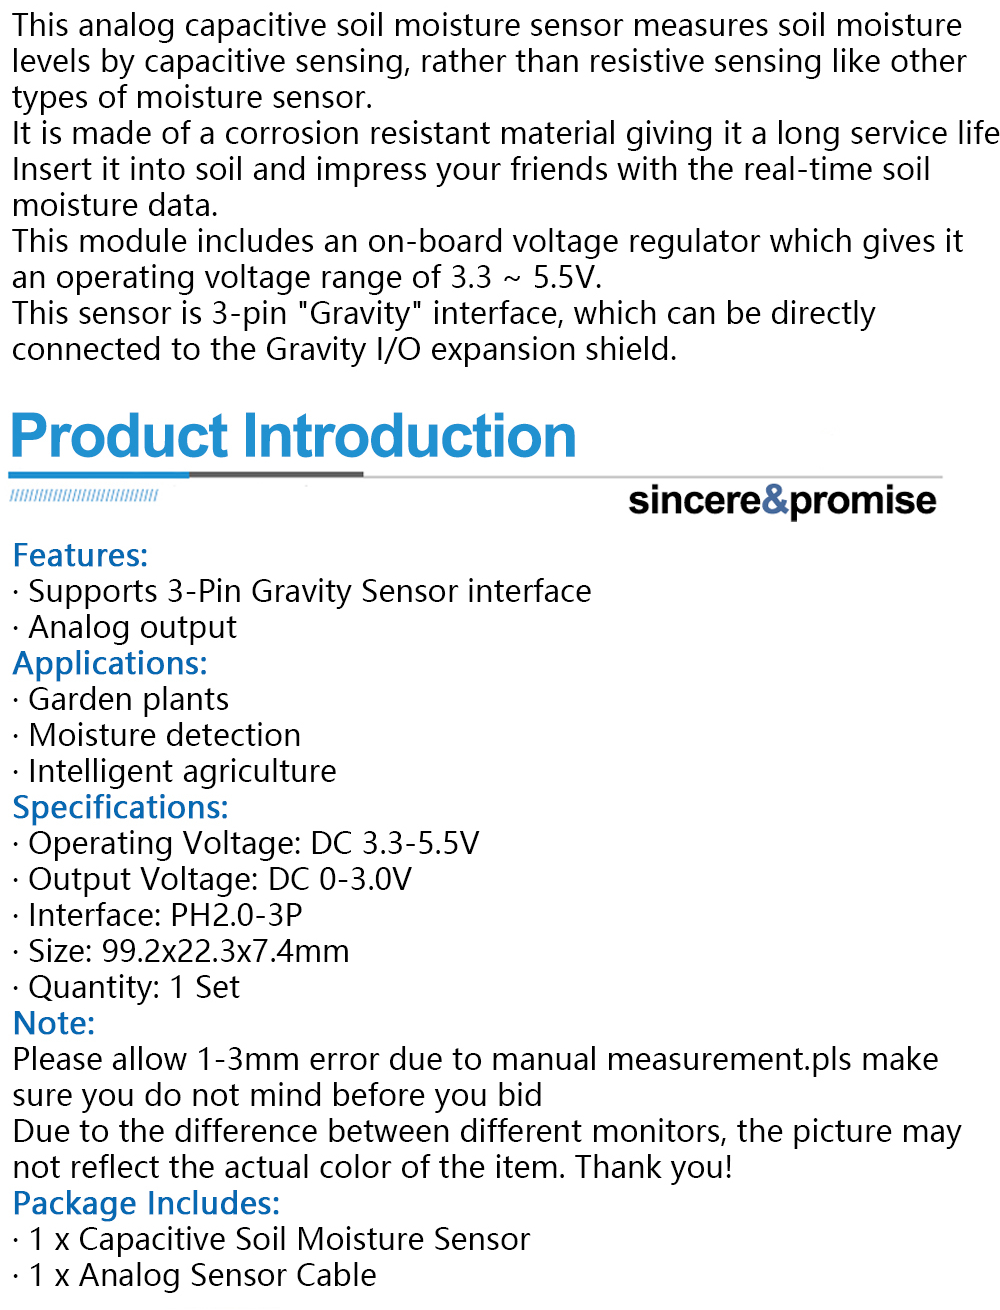 This analog capacitive soil moisture sensor measures soil moisture
levels by capacitive sensing, rather than resistive sensing like other
types of moisture sensor.
It is made of a corrosion resistant material giving it a long service life
Insert it into soil and impress your friends with the real-time soil
moisture data.
This module includes an on-board voltage regulator which gives it
an operating voltage range of 3.3 ~ 5.5V.
This sensor is 3-pin "Gravity" interface, which can be directly
connected to the Gravity I/O expansion shield.
Product Introduction
sincere&promise
Features:
· Supports 3-Pin Gravity Sensor interface
· Analog output
Applications:
· Garden plants
· Moisture detection
· Intelligent agriculture
Specifications:
· Operating Voltage: DC 3.3-5.5V
· Output Voltage: DC 0-3.0V
· Interface: PH2.0-3P
· Size: 99.2x22.3x7.4mm
· Quantity: 1 Set
Note:
Please allow 1-3mm error due to manual measurement.pls make
sure you do not mind before you bid
Due to the difference between different monitors, the picture may
not reflect the actual color of the item. Thank you!
Package Includes:
· 1 x Capacitive Soil Moisture Sensor
· 1 x Analog Sensor Cable